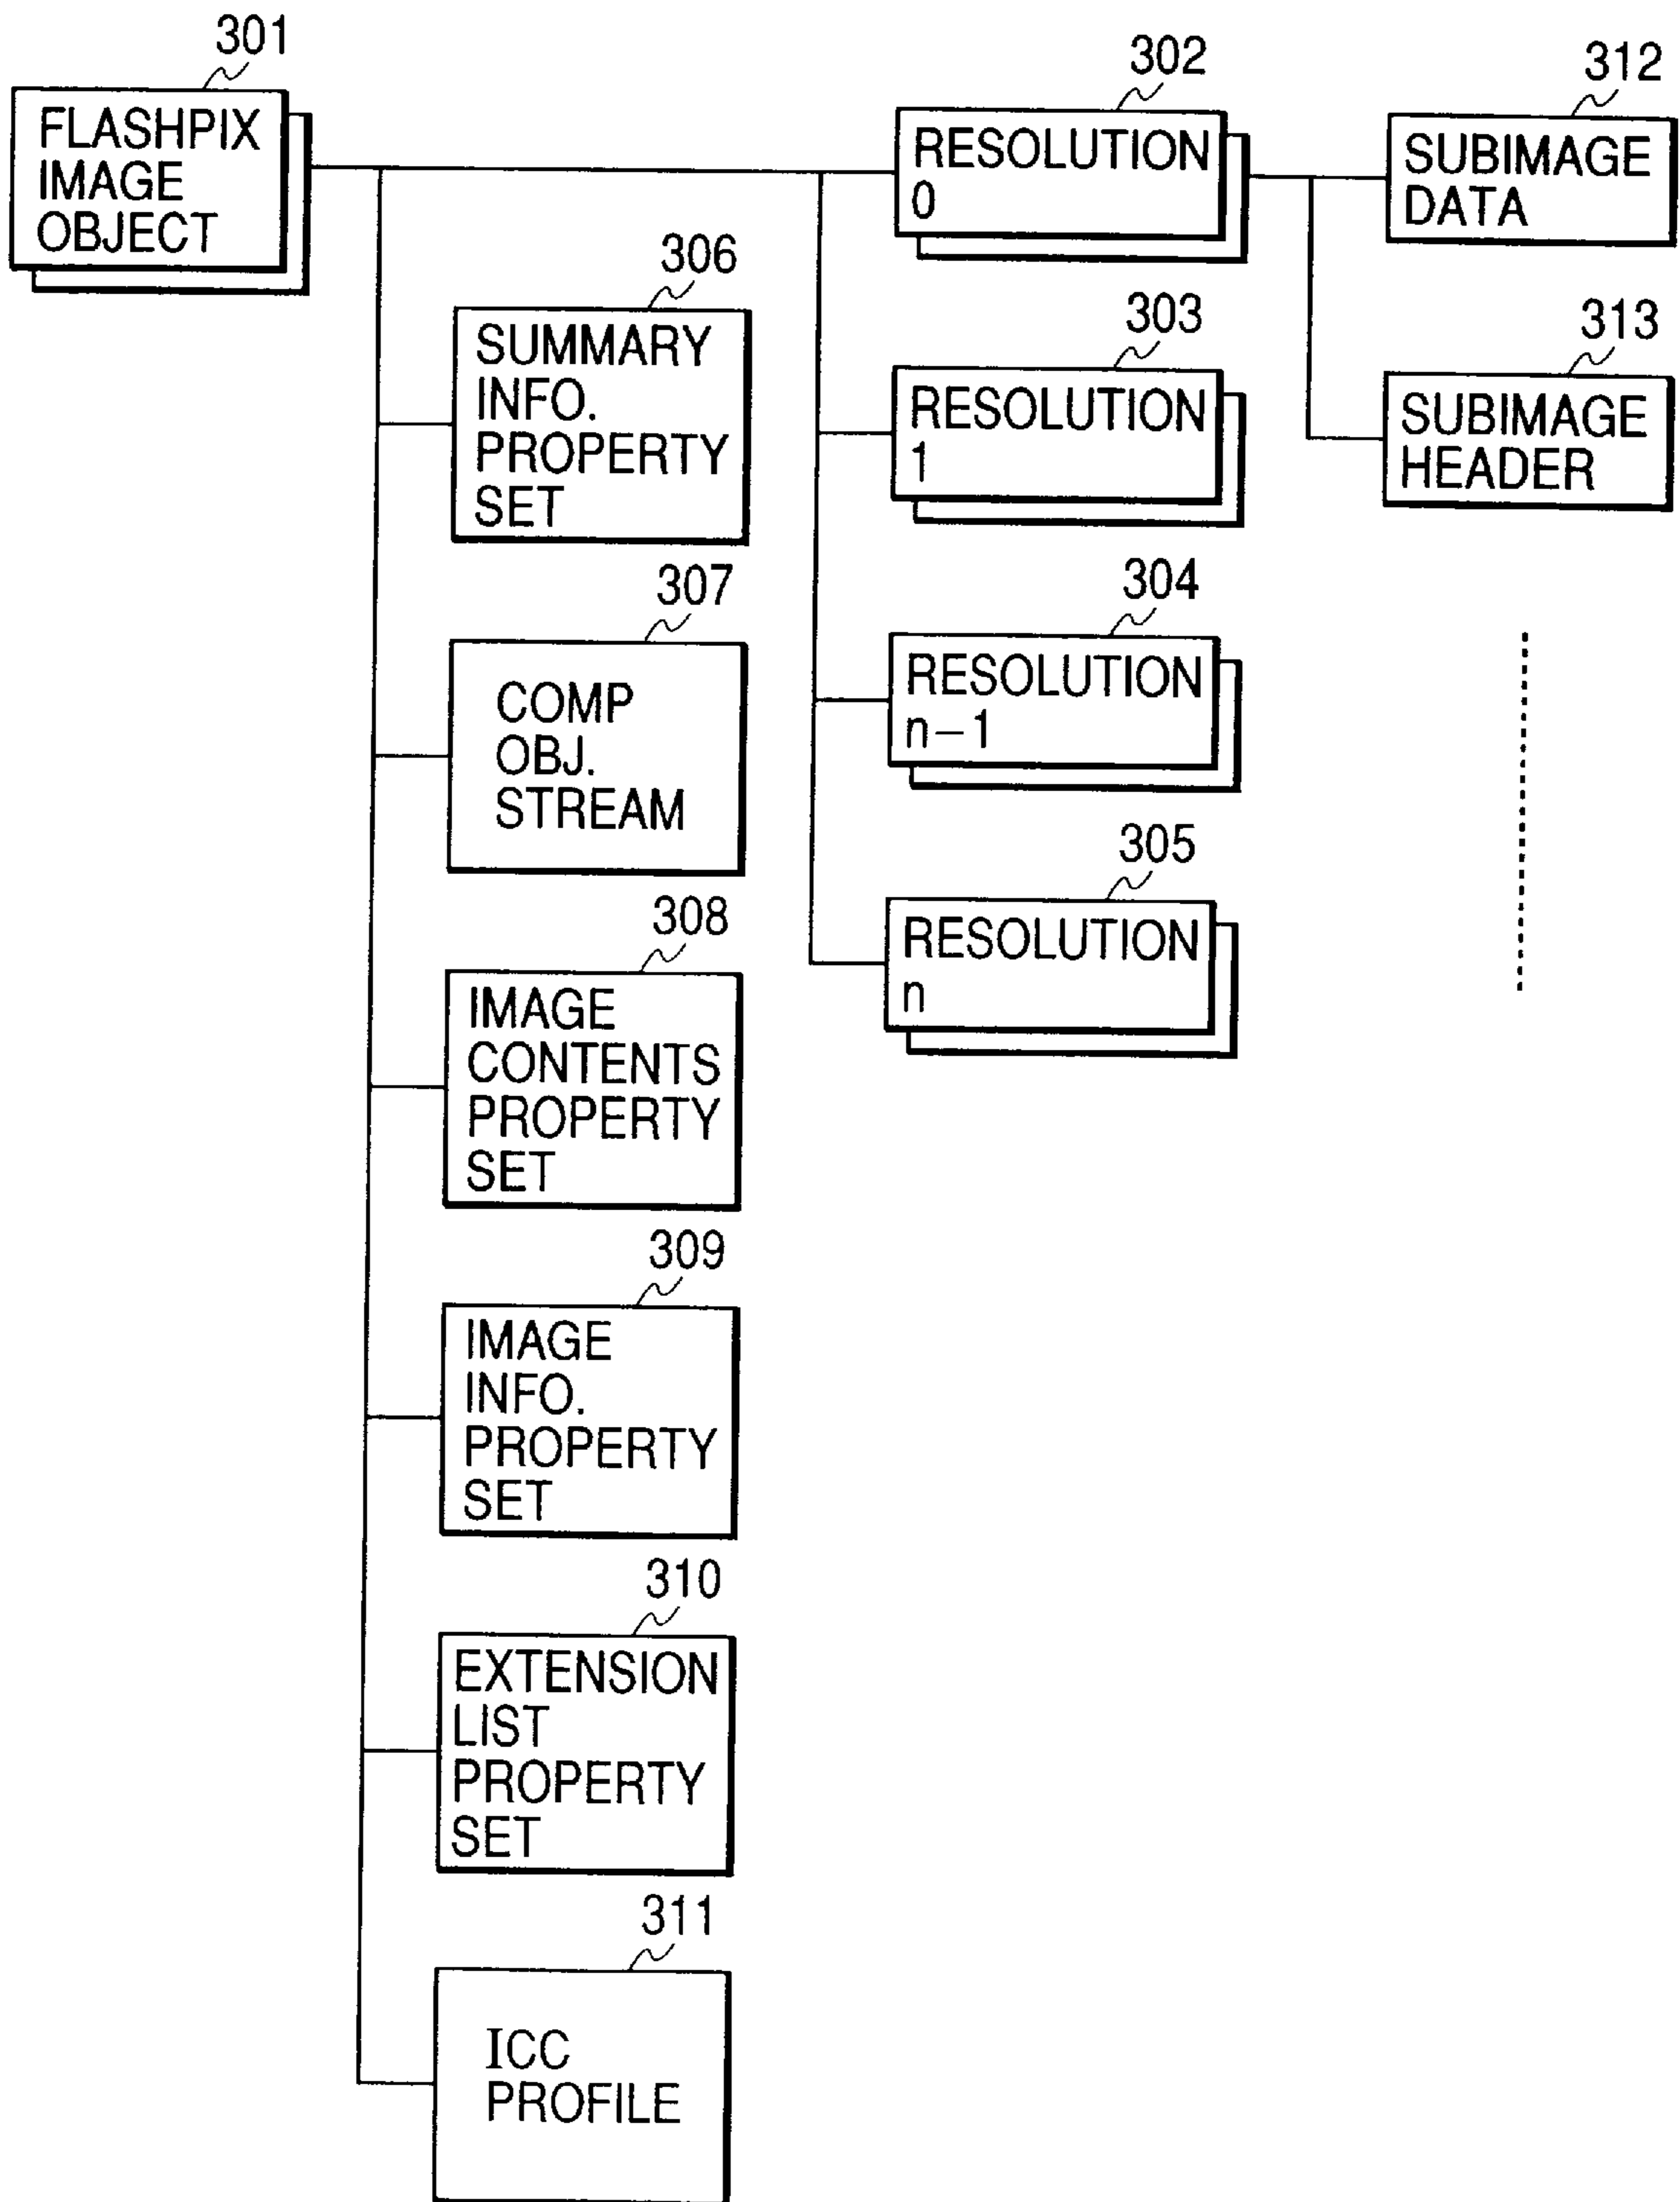 301
FLASHPIX
IMAGE
OBJECT
302
RESOLUTION
0
312
SUBIMAGE
DATA
306
SUMMARY
INFO.
PROPERTY
SET
303
RESOLUTION
1
313
SUBIMAGE
HEADER
307
COMP
OBJ.
STREAM
304
RESOLUTION
n-1
305
RESOLUTION
n
308
IMAGE
CONTENTS
PROPERTY
SET
309
IMAGE
INFO.
PROPERTY
SET
310
EXTENSION
LIST
PROPERTY
SET
311
ICC
PROFILE